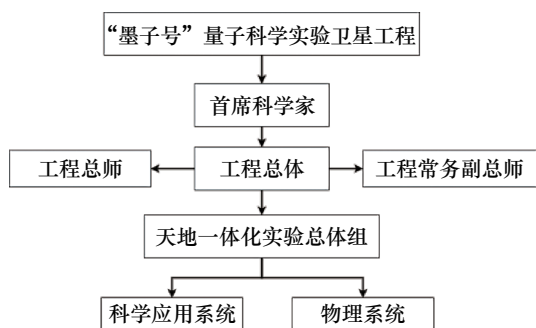 “墨子号”量子科学实验卫星工程
首席科学家
工程总师
工程总体
工程常务副总师
天地一体化实验总体组
科学应用系统
物理系统